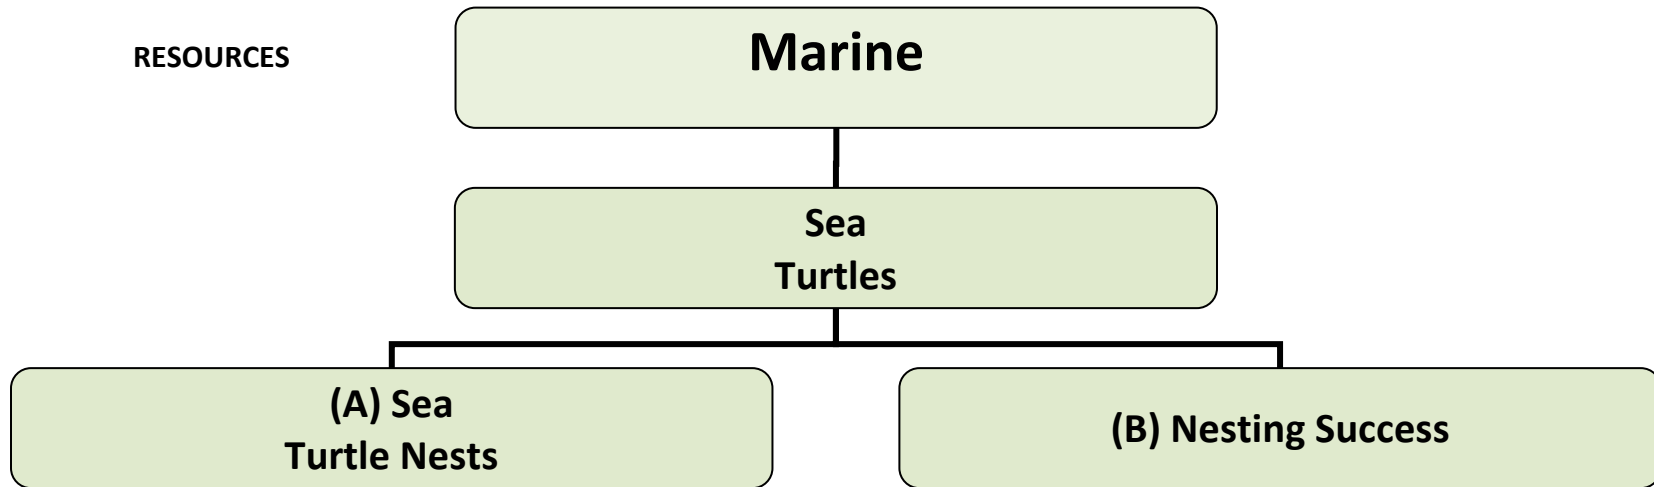 RESOURCES
Marine
Sea
Turtles
(A) Sea
Turtle Nests
(B) Nesting Success